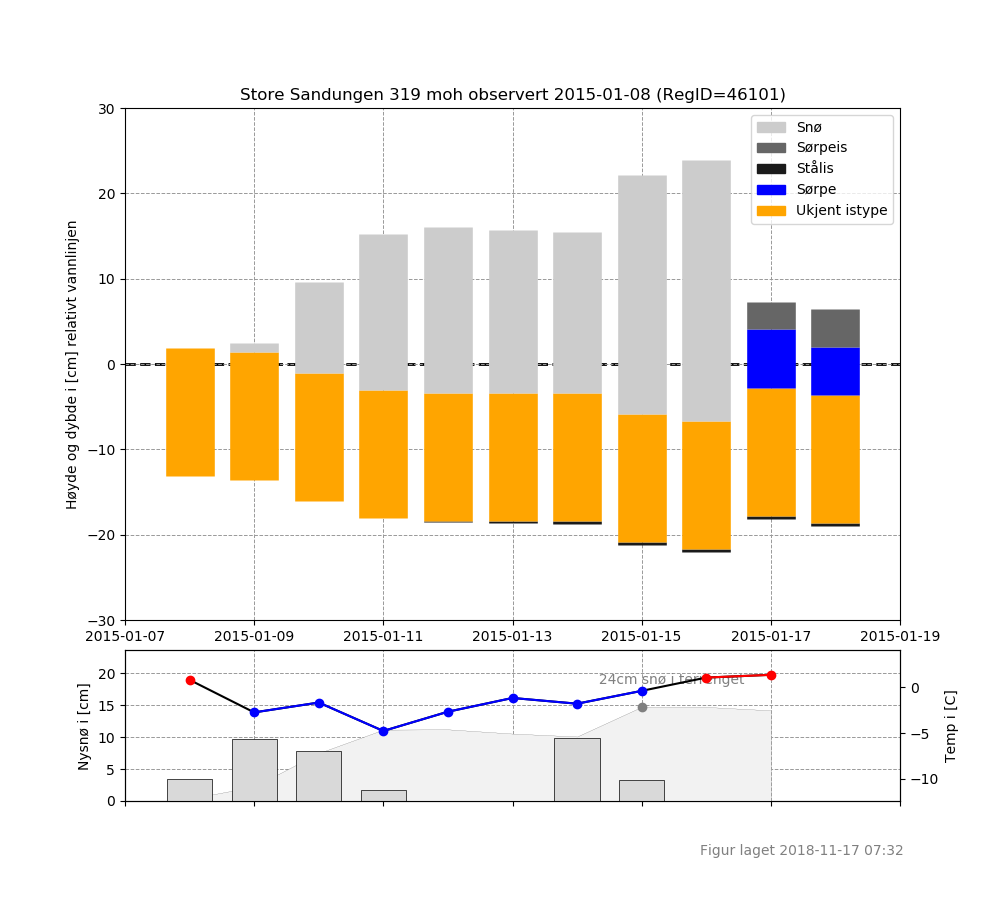 Store Sandungen 319 moh observert 2015-01-08 (RegID=46101)
Høyde og dybde i [cm] relativt vannlinjen
30
20
10
0
−10
−20
−30
Snø
Sørpeis
Stålis
Sørpe
Ukjent istype
2015-01-07
2015-01-09
2015-01-11
2015-01-13
2015-01-15
2015-01-17
2015-01-19
Nysnø i [cm]
20
15
10
5
0
24cm snø i terrenget
0
−5
−10
Temp i [C]
Figur laget 2018-11-17 07:32